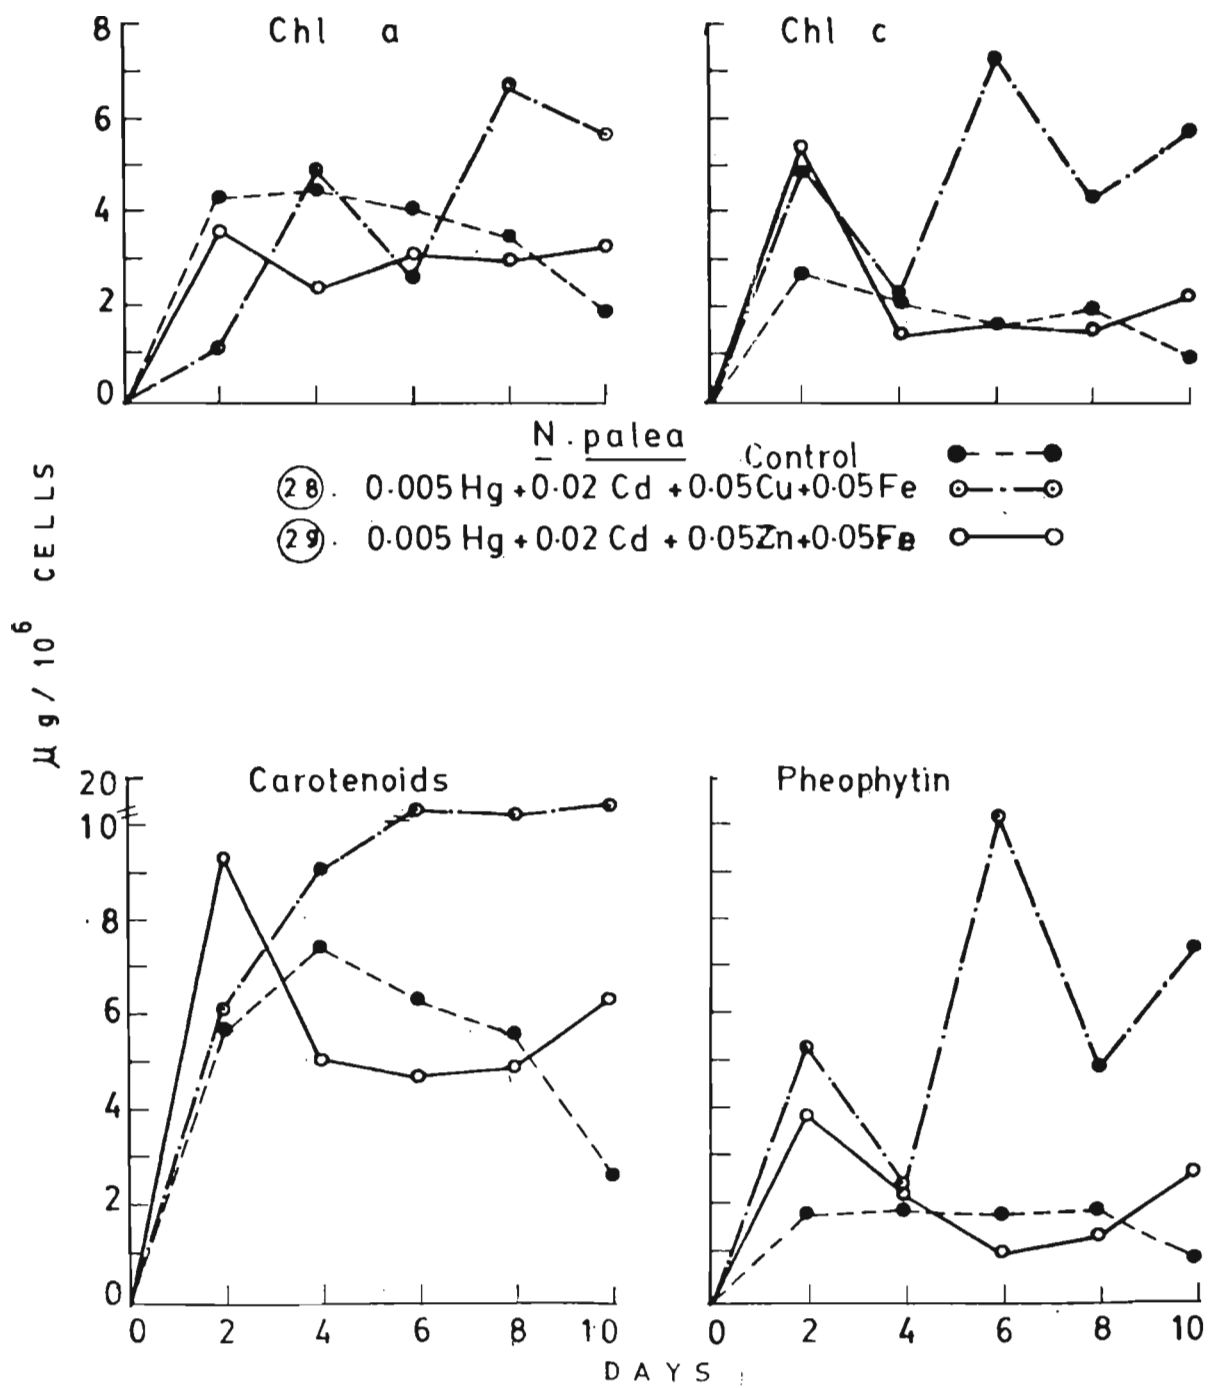 Chl a
Chl c
8
6
4
2
0
N. palea
Control
28. 0.005 Hg + 0.02 Cd + 0.05Cu + 0.05Fe
29. 0.005 Hg + 0.02 Cd + 0.05Zn + 0.05Fe
μg / 10⁶ CELLS
Carotenoids
Pheophytin
20
10
8
6
4
2
0
0 2 4 6 8 10
0 2 4 6 8 10
DAYS